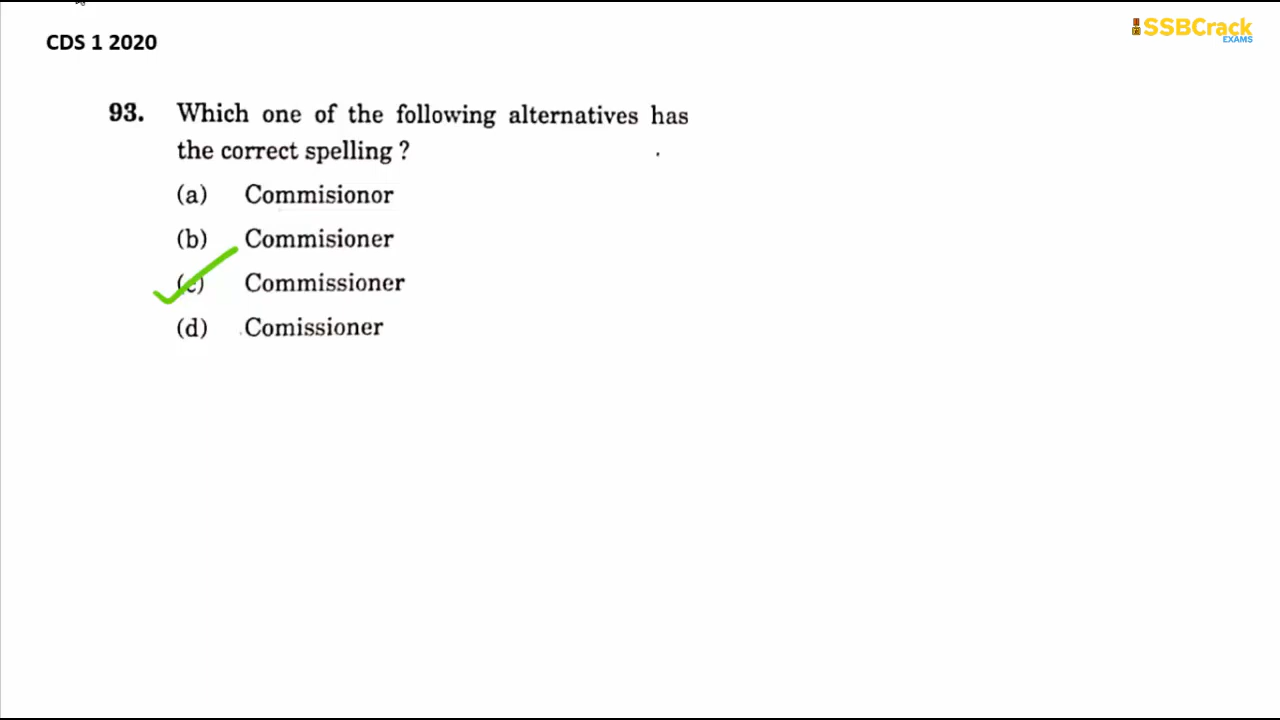 CDS 1 2020
SSBCrack
EXAMS
93. Which one of the following alternatives has
the correct spelling ?
(a) Commisionor
(b) Commisioner
(c) Commissioner
(d) Comissioner